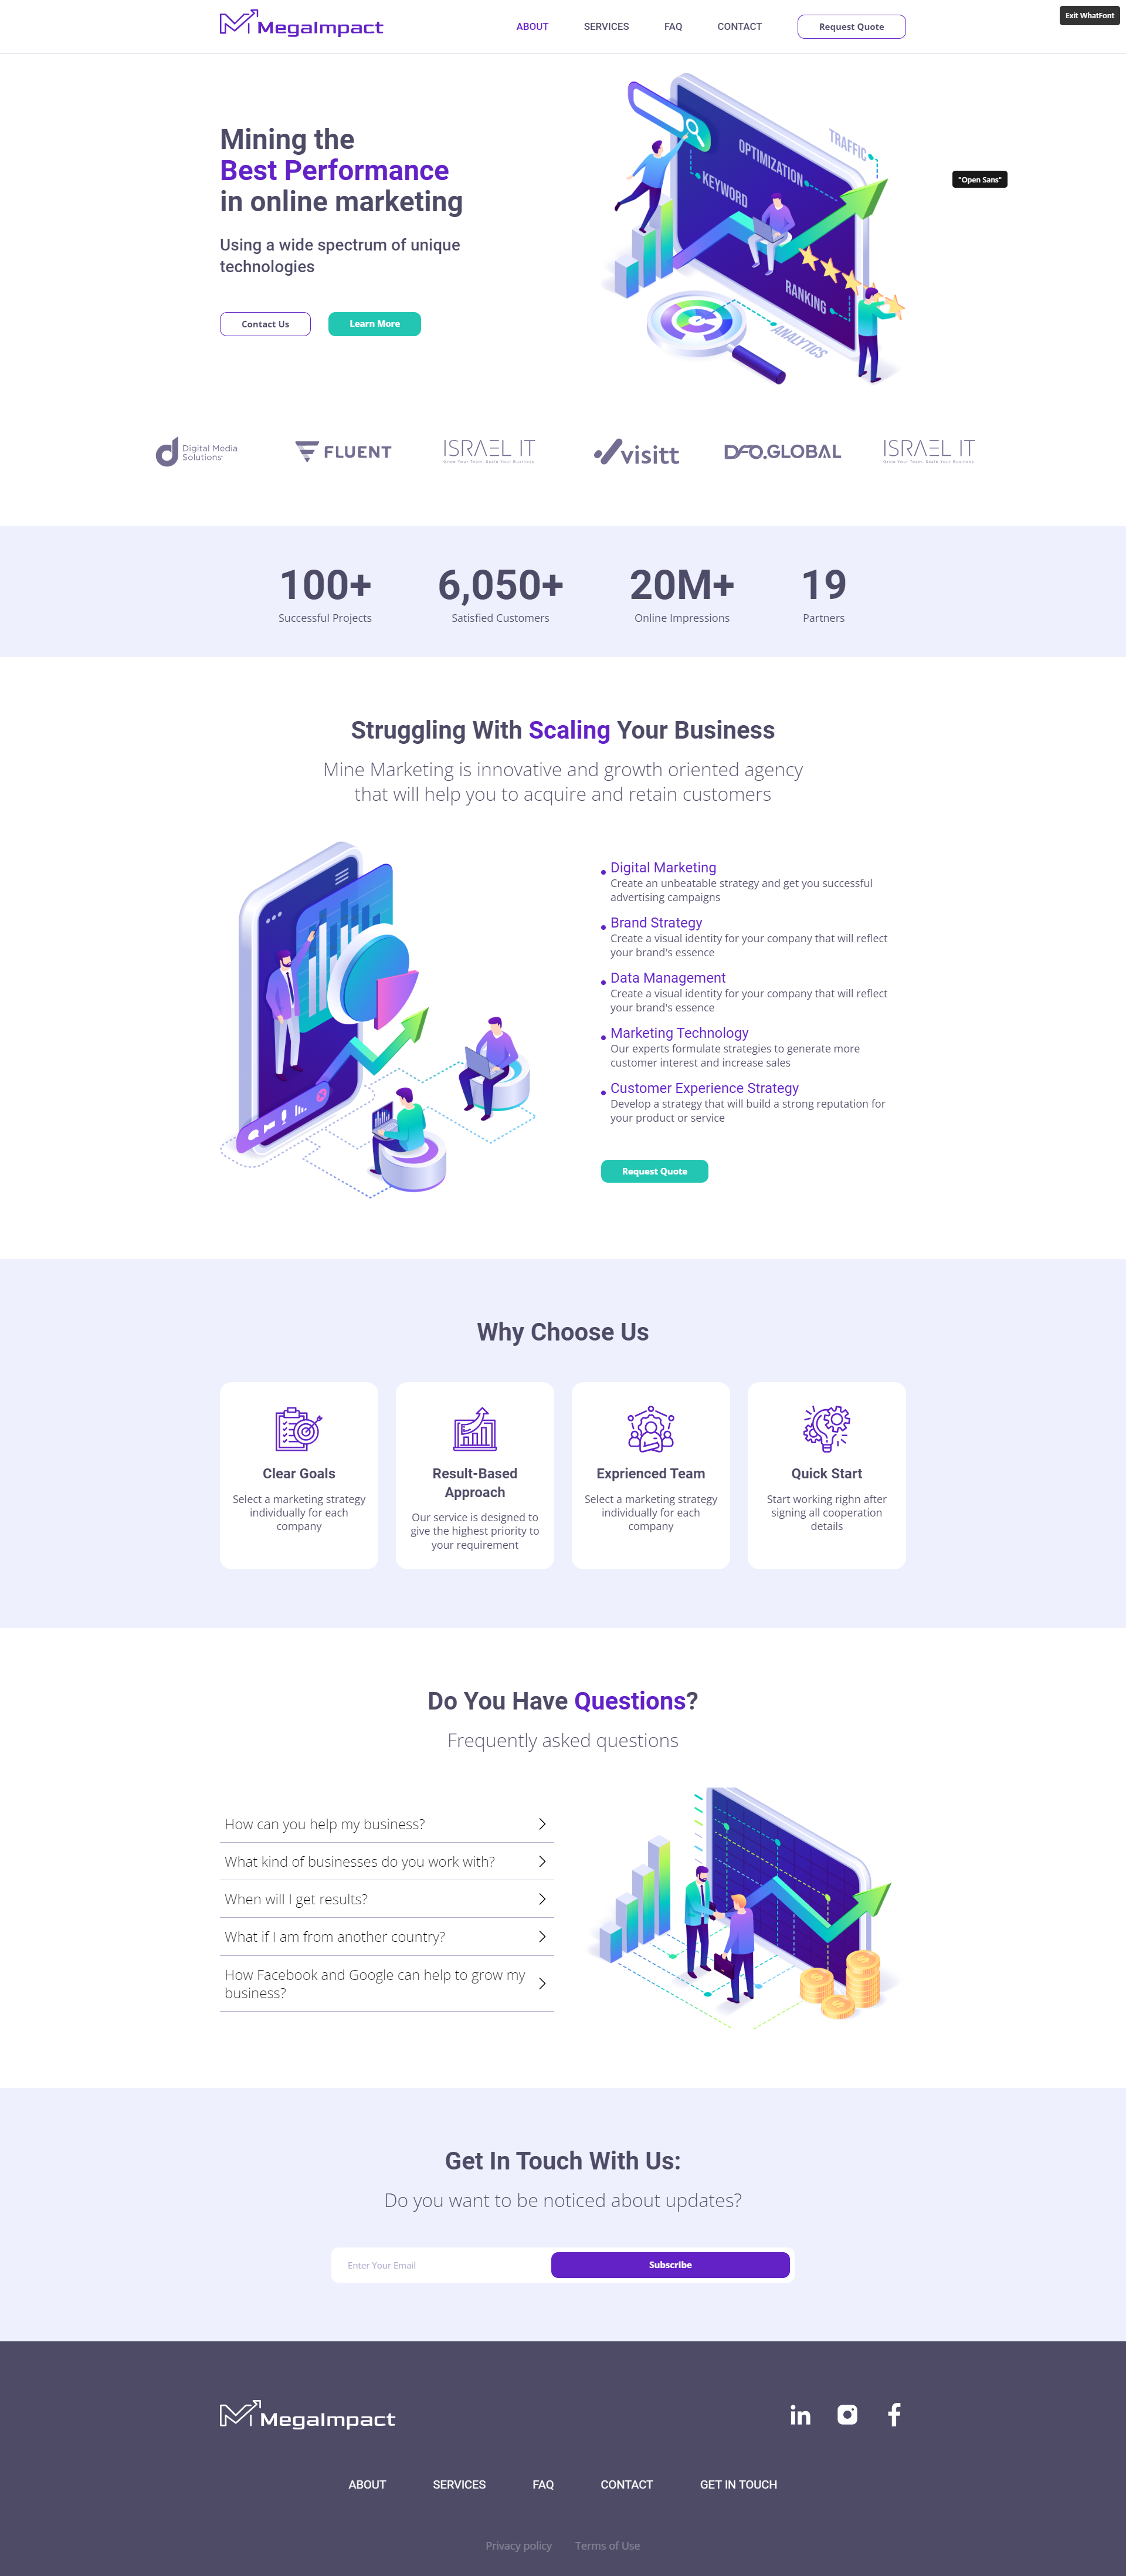 MegaImpact
ABOUT
SERVICES
FAQ
CONTACT
Request Quote
Exit WhatFont
Mining the
Best Performance
in online marketing
Using a wide spectrum of unique
technologies
Contact Us
Learn More
TRAFFIC
OPTIMIZATION
KEYWORD
RANKING
ANALYTICS
"Open Sans"
Digital Media
Solutions
FLUENT
ISRAEL IT
Grow Your Team. Scale Your Business
visitt
DFO.GLOBAL
ISRAEL IT
Grow Your Team. Scale Your Business
100+
Successful Projects
6,050+
Satisfied Customers
20M+
Online Impressions
19
Partners
Struggling With Scaling Your Business
Mine Marketing is innovative and growth oriented agency
that will help you to acquire and retain customers
Digital Marketing
Create an unbeatable strategy and get you successful
advertising campaigns
Brand Strategy
Create a visual identity for your company that will reflect
your brand's essence
Data Management
Create a visual identity for your company that will reflect
your brand's essence
Marketing Technology
Our experts formulate strategies to generate more
customer interest and increase sales
Customer Experience Strategy
Develop a strategy that will build a strong reputation for
your product or service
Request Quote
Why Choose Us
Clear Goals
Select a marketing strategy
individually for each
company
Result-Based
Approach
Our service is designed to
give the highest priority to
your requirement
Exprienced Team
Select a marketing strategy
individually for each
company
Quick Start
Start working righn after
signing all cooperation
details
Do You Have Questions?
Frequently asked questions
How can you help my business?
What kind of businesses do you work with?
When will I get results?
What if I am from another country?
How Facebook and Google can help to grow my
business?
Get In Touch With Us:
Do you want to be noticed about updates?
Enter Your Email
Subscribe
MegaImpact
ABOUT
SERVICES
FAQ
CONTACT
GET IN TOUCH
Privacy policy
Terms of Use